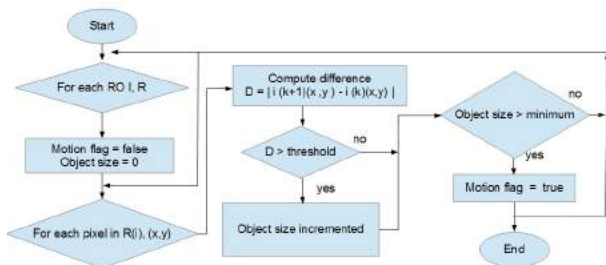 Start
For each RO I, R
Motion flag = false
Object size = 0
For each pixel in R(i), (x,y)
Compute difference
D = | i (k+1)(x ,y ) - i (k)(x,y) |
D > threshold
no
yes
Object size incremented
Object size > minimum
no
yes
Motion flag = true
End